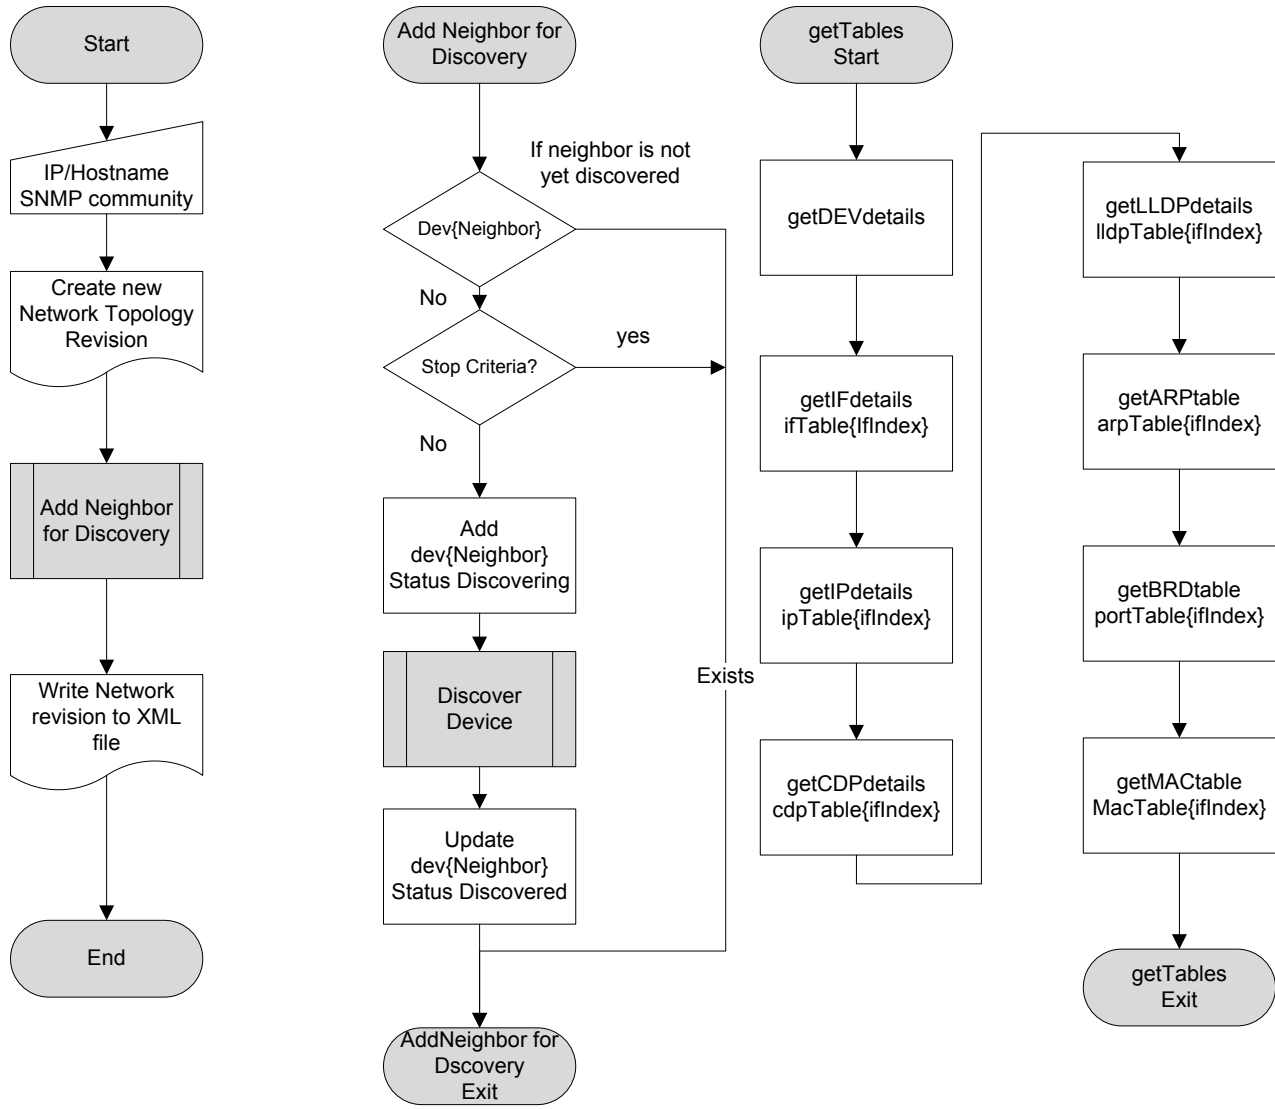 Start
IP/Hostname
SNMP community
Create new
Network Topology
Revision
Add Neighbor
for Discovery
Write Network
revision to XML
file
End
Add Neighbor for
Discovery
If neighbor is not
yet discovered
Dev{Neighbor}
No
Stop Criteria?
yes
No
Add
dev{Neighbor}
Status Discovering
Discover
Device
Exists
Update
dev{Neighbor}
Status Discovered
AddNeighbor for
Dscovery
Exit
getTables
Start
getDEVdetails
getIFdetails
ifTable{IfIndex}
getIPdetails
ipTable{ifIndex}
getCDPdetails
cdpTable{ifIndex}
getLLDPdetails
lldpTable{ifIndex}
getARPtable
arpTable{ifIndex}
getBRDtable
portTable{ifIndex}
getMACtable
MacTable{ifIndex}
getTables
Exit